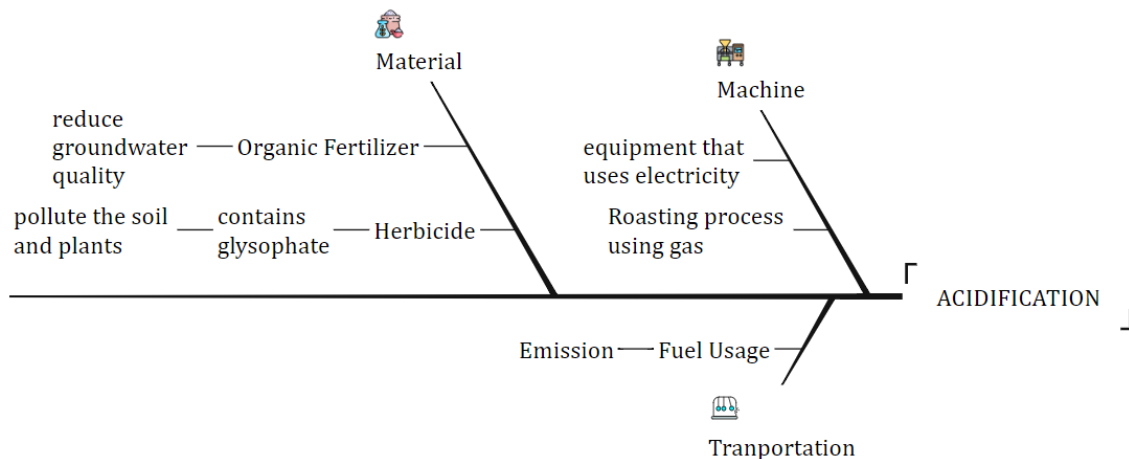 Material
Machine
reduce
groundwater
quality
Organic Fertilizer
equipment that
uses electricity
pollute the soil
and plants
contains
glysophate
Herbicide
Roasting process
using gas
ACIDIFICATION
Emission
Fuel Usage
Tranportation